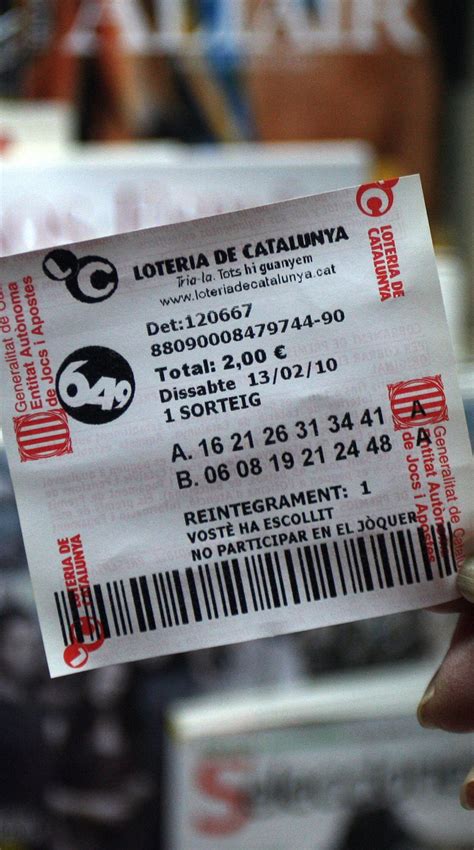 ALTAIR
LC
LOTERIA DE CATALUNYA
Tria-la. Tots hi guanyem
www.loteriadecatalunya.cat
Det:120667
88090008479744-90
Total: 2,00 €
Dissabte 13/02/10
1 SORTEIG
A. 16 21 26 31 34 41 A
B. 06 08 19 21 24 48 A
REINTEGRAMENT: 1
VOSTÈ HA ESCOLLIT
NO PARTICIPAR EN EL JÒQUER
6/49
Generalitat de
Entitat Autònoma
de Jocs i Apostes
LOTERIA DE
CATALUNYA
LOTERIA DE
CATALUNYA
Generalitat de
Entitat Autònoma
de Jocs i Apostes
Selecciones